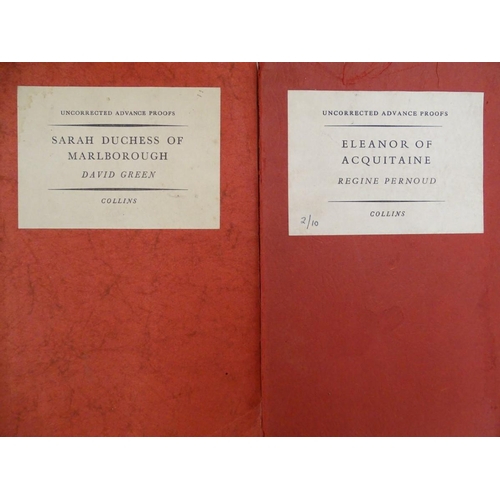 UNCORRECTED ADVANCE PROOFS
SARAH DUCHESS OF
MARLBOROUGH
DAVID GREEN
COLLINS
UNCORRECTED ADVANCE PROOFS
ELEANOR OF
ACQUITAINE
REGINE PERNOUD
COLLINS
2/10